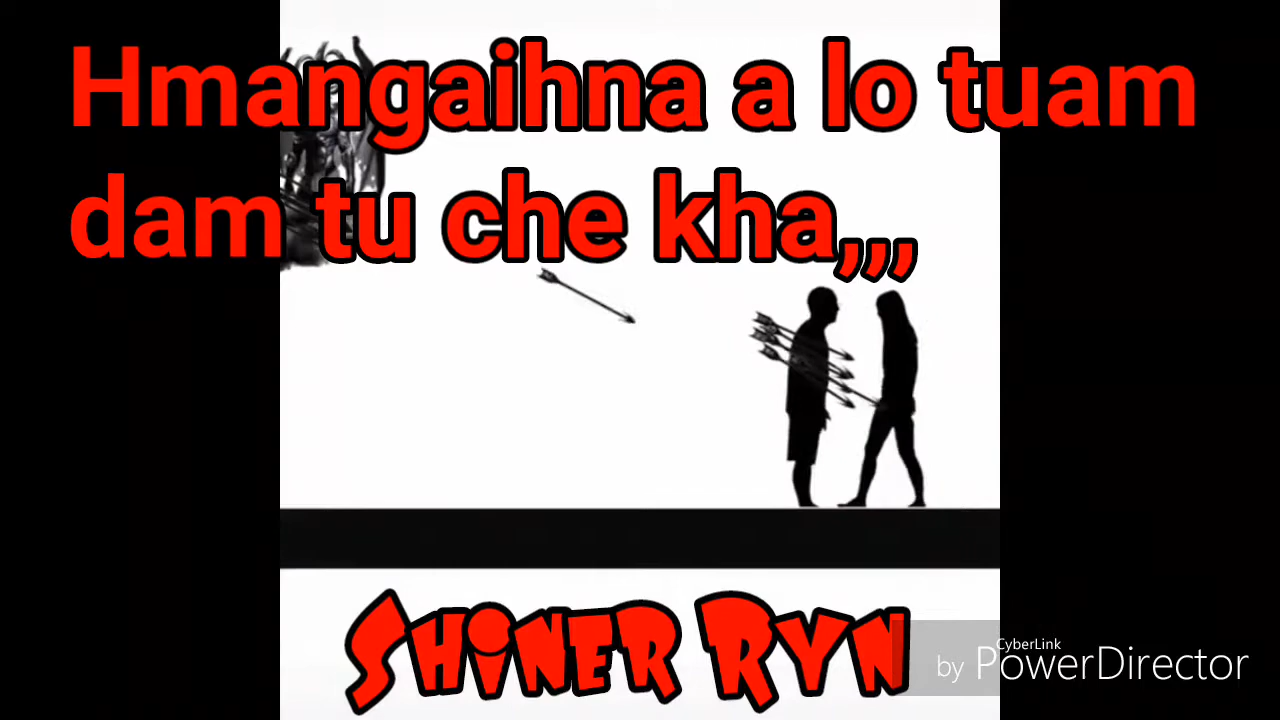 Hmangaihna a lo tuam
dam tu che kha,,,
SHINER RYN
CyberLink
by PowerDirector